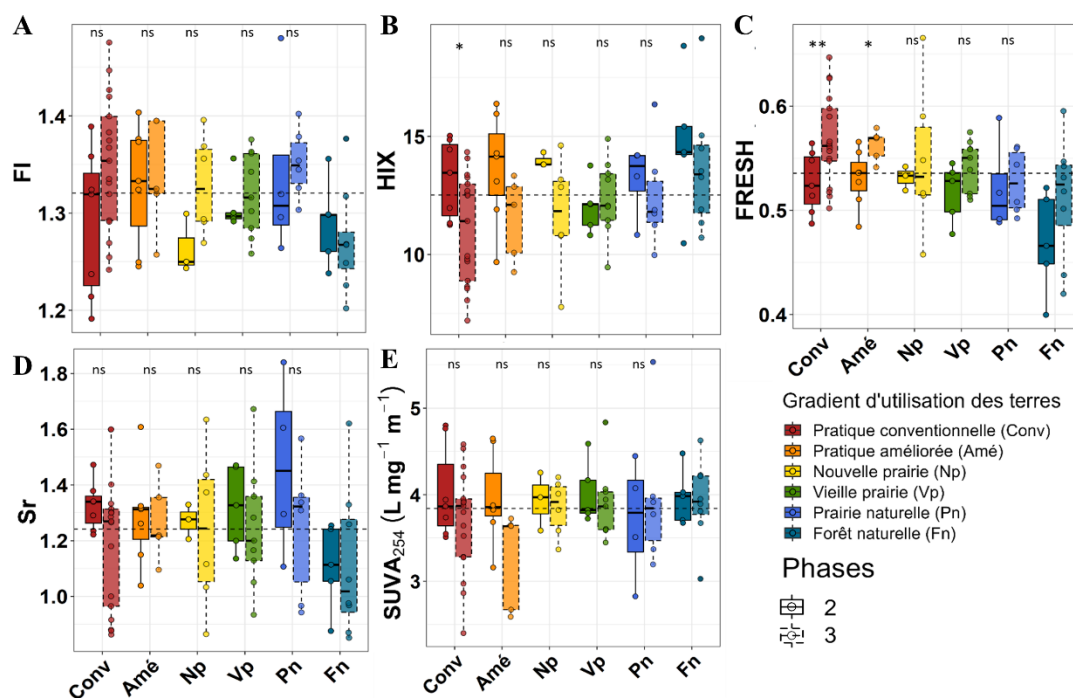 A
ns ns ns ns ns
FI
1.4
1.3
1.2
B
* ns ns ns ns
HIX
15
10
C
** * ns ns ns
FRESH
0.6
0.5
0.4
Conv Amé Np Vp Pn Fn
D
ns ns ns ns ns
Sr
1.8
1.6
1.4
1.2
1.0
Conv Amé Np Vp Pn Fn
E
ns ns ns ns ns
SUVA254 (L mg−1 m−1)
5
4
3
Conv Amé Np Vp Pn Fn
Gradient d'utilisation des terres
Pratique conventionnelle (Conv)
Pratique améliorée (Amé)
Nouvelle prairie (Np)
Vieille prairie (Vp)
Prairie naturelle (Pn)
Forêt naturelle (Fn)
Phases
2
3